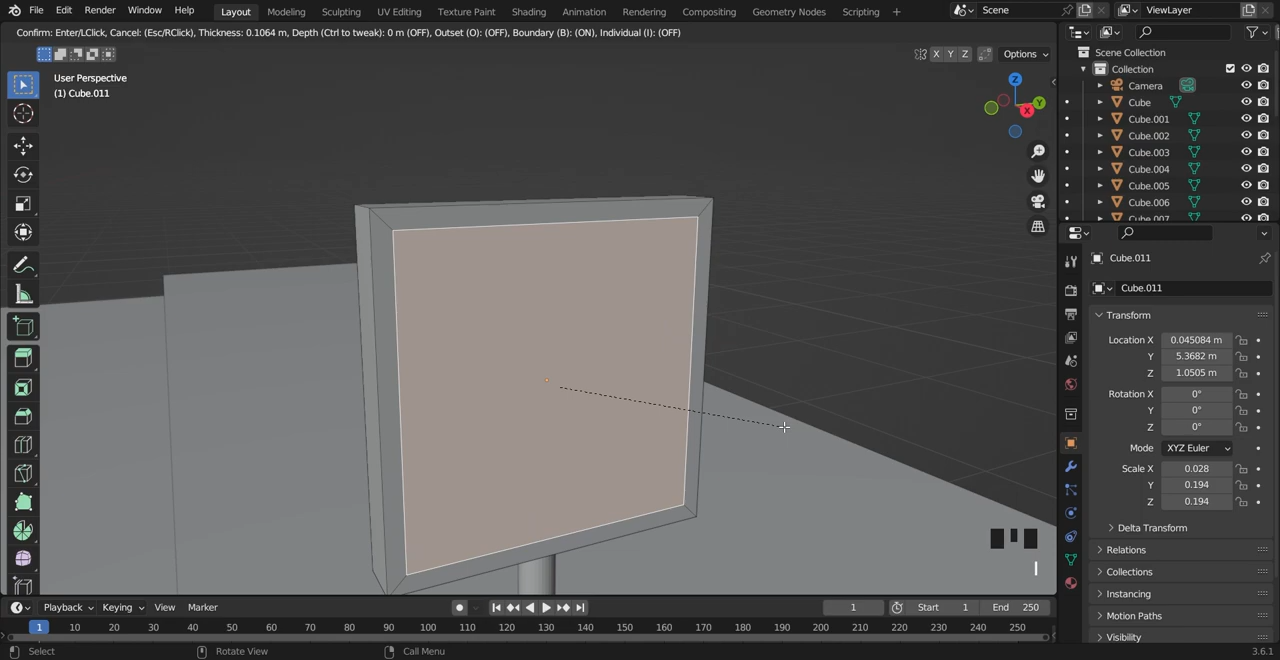 File Edit Render Window Help Layout Modeling Sculpting UV Editing Texture Paint Shading Animation Rendering Compositing Geometry Nodes Scripting + Scene ViewLayer
Confirm: Enter/LClick, Cancel: (Esc/RClick), Thickness: 0.1064 m, Depth (Ctrl to tweak): 0 m (OFF), Outset (O): (OFF), Boundary (B): (ON), Individual (I): (OFF)
X Y Z Options
User Perspective
(1) Cube.011
Z
Y
X
Scene Collection
Collection
Camera
Cube
Cube.001
Cube.002
Cube.003
Cube.004
Cube.005
Cube.006
Cube.007
Cube.011
Cube.011
Transform
Location X 0.045084 m
Y 5.3682 m
Z 1.0505 m
Rotation X 0°
Y 0°
Z 0°
Mode XYZ Euler
Scale X 0.028
Y 0.194
Z 0.194
Delta Transform
Relations
Collections
Instancing
Motion Paths
Visibility
I
Playback Keying View Marker 1 Start 1 End 250
1 10 20 30 40 50 60 70 80 90 100 110 120 130 140 150 160 170 180 190 200 210 220 230 240 250
Select Rotate View Call Menu 3.6.1